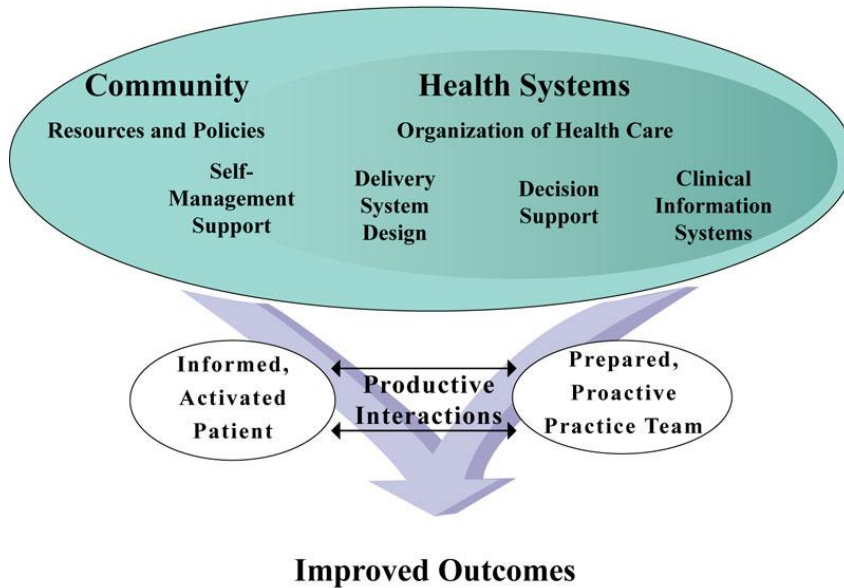 Community
Resources and Policies
Health Systems
Organization of Health Care
Self-
Management
Support
Delivery
System
Design
Decision
Support
Clinical
Information
Systems
Informed,
Activated
Patient
Productive
Interactions
Prepared,
Proactive
Practice Team
Improved Outcomes